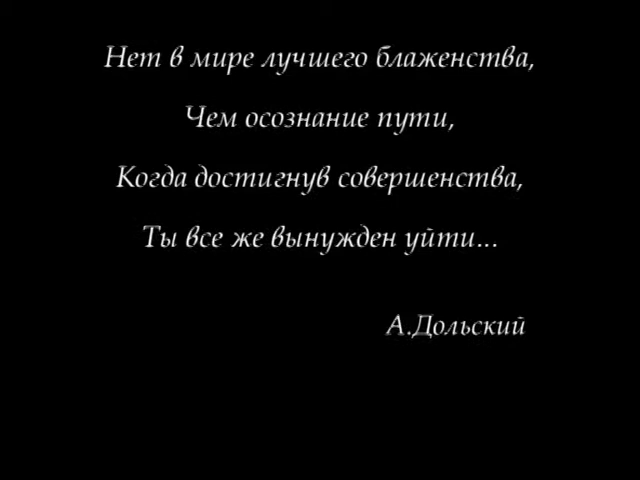 Нет в мире лучшего блаженства,
Чем осознание пути,
Когда достигнув совершенства,
Ты все же вынужден уйти...
А.Дольский